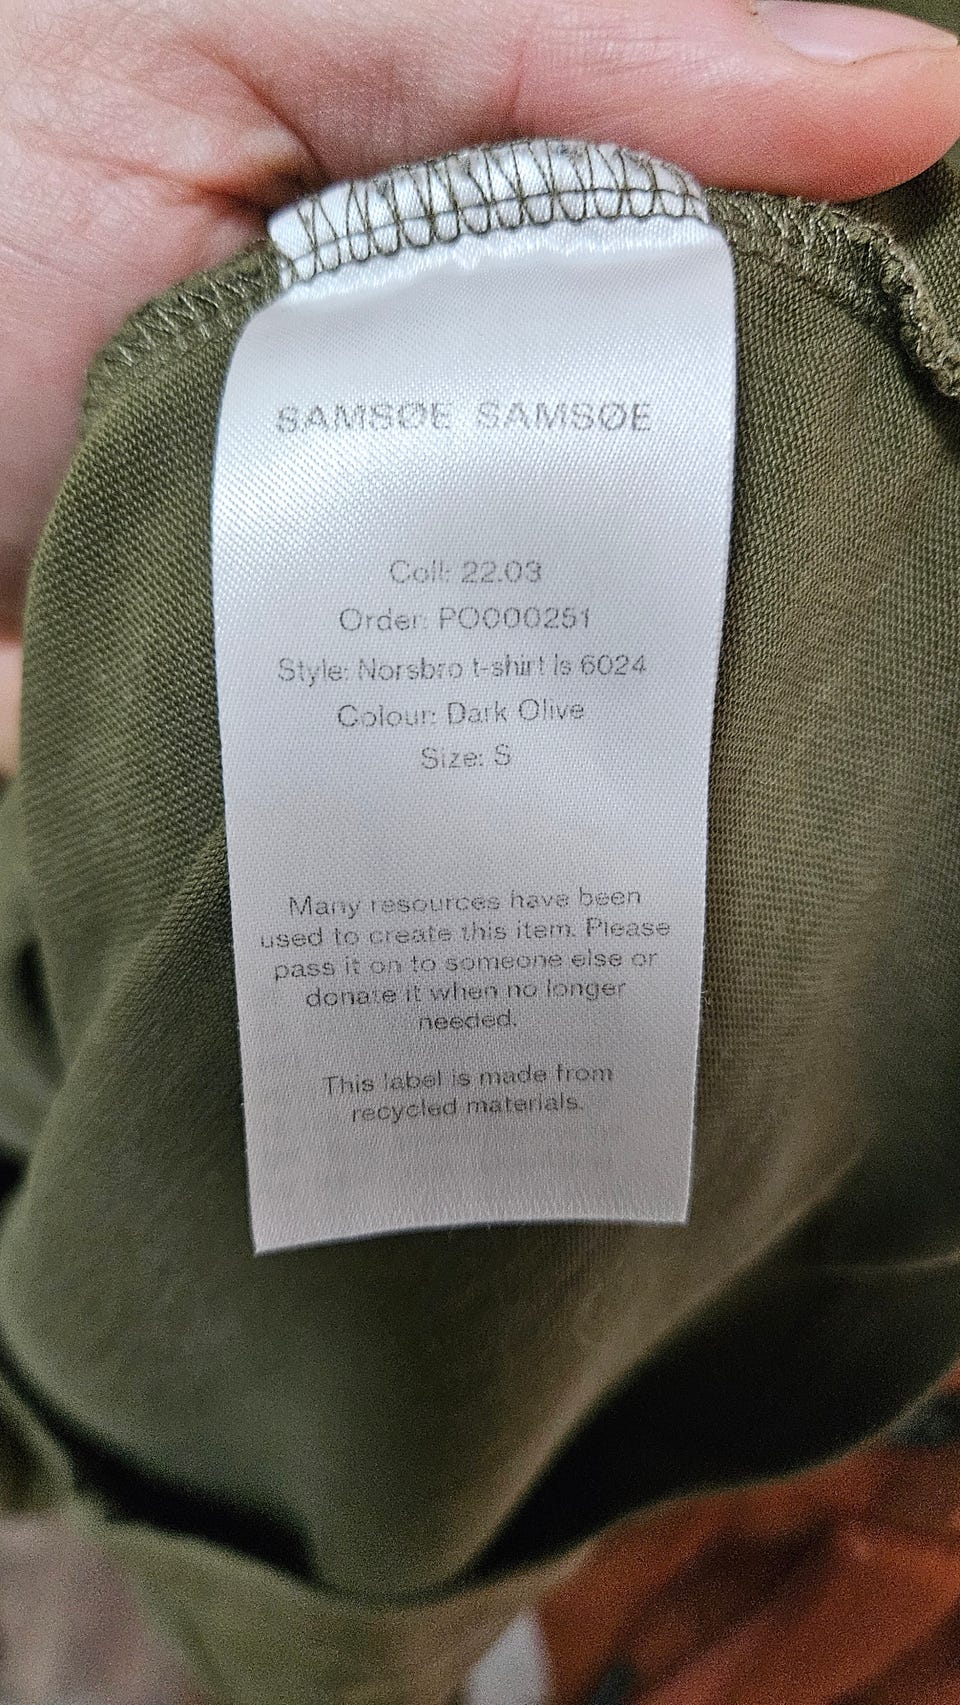 SAMSØE SAMSØE
Coll: 22.03
Order: PO000251
Style: Norsbro t-shirt ls 6024
Colour: Dark Olive
Size: S
Many resources have been
used to create this item. Please
pass it on to someone else or
donate it when no longer
needed.
This label is made from
recycled materials.